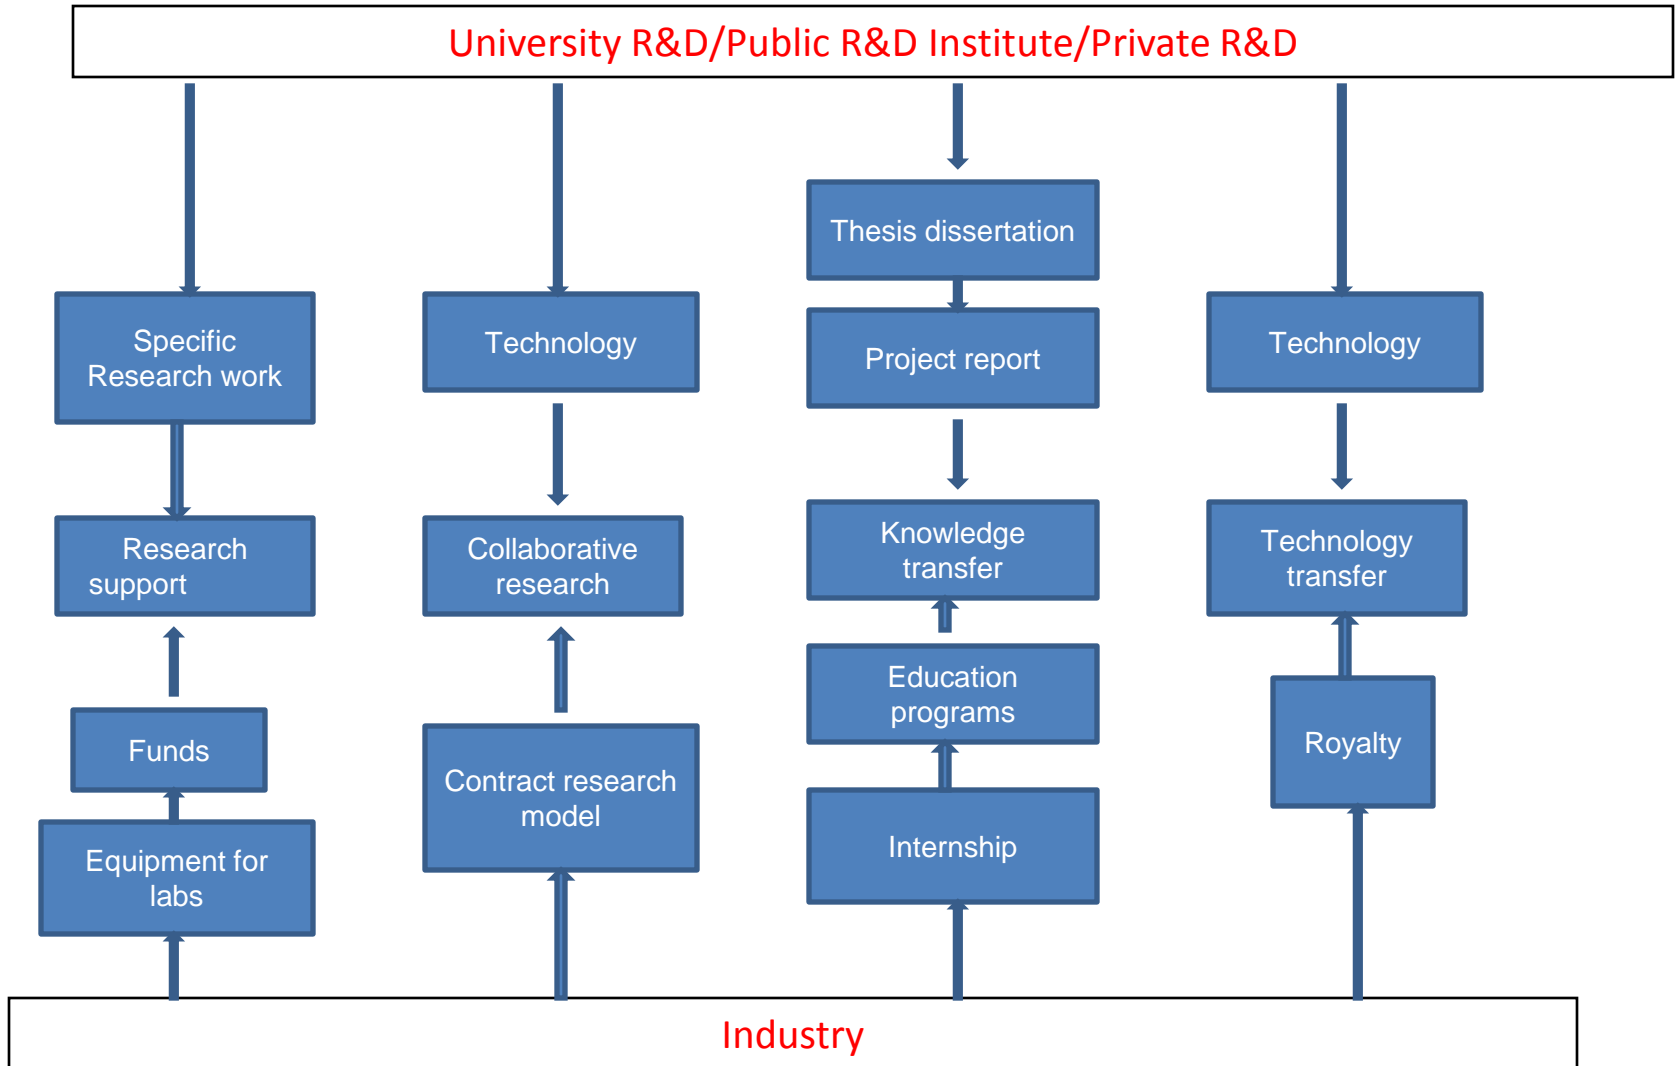 University R&D/Public R&D Institute/Private R&D
Thesis dissertation
Specific
Research work
Technology
Project report
Technology
Research
support
Collaborative
research
Knowledge
transfer
Technology
transfer
Funds
Contract research
model
Education
programs
Royalty
Equipment for
labs
Internship
Industry